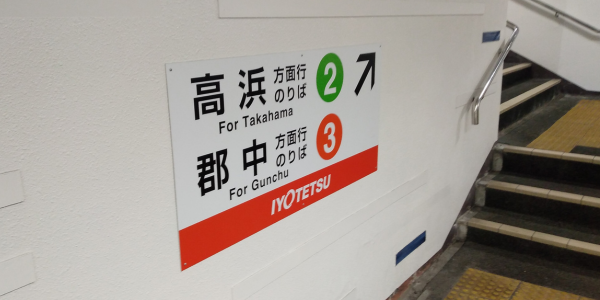 高浜 方面行のりば 2
For Takahama
郡中 方面行のりば 3
For Gunchu
IYOTETSU